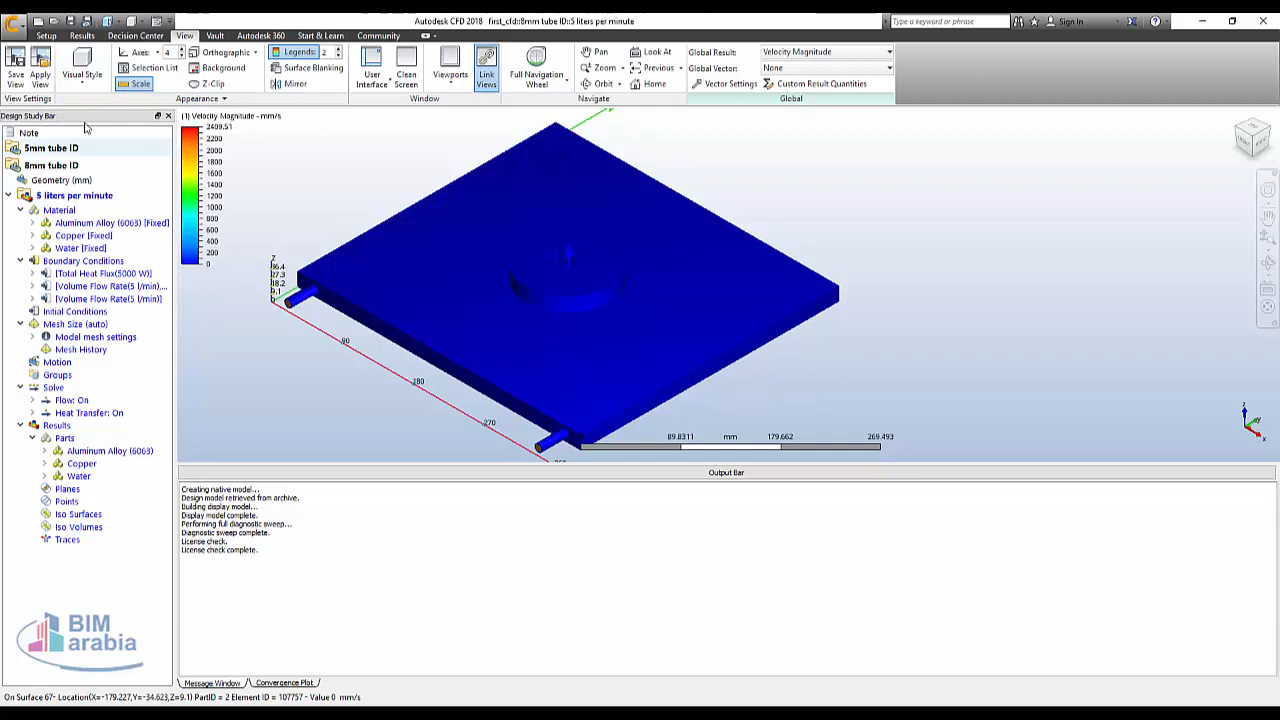 Autodesk CFD 2018   first_cfd::8mm tube ID::5 liters per minute
Type a keyword or phrase
Sign In
Setup Results Decision Center View Vault Autodesk 360 Start & Learn Community
Save View
Apply View
Visual Style
Axes: 4
Selection List
Scale
Orthographic
Background
Z-Clip
Legends: 2
Surface Blanking
Mirror
User Interface
Clean Screen
Viewports
Link Views
Full Navigation Wheel
Pan
Zoom
Orbit
Look At
Previous
Home
Global Result: Velocity Magnitude
Global Vector: None
Vector Settings Custom Result Quantities
View Settings Appearance Window Navigate Global
Design Study Bar
Note
5mm tube ID
8mm tube ID
Geometry (mm)
5 liters per minute
Material
Aluminum Alloy (6063) [Fixed]
Copper [Fixed]
Water [Fixed]
Boundary Conditions
[Total Heat Flux(5000 W)]
[Volume Flow Rate(5 l/min),...
[Volume Flow Rate(5 l/min)]
Initial Conditions
Mesh Size (auto)
Model mesh settings
Mesh History
Motion
Groups
Solve
Flow: On
Heat Transfer: On
Results
Parts
Aluminum Alloy (6063)
Copper
Water
Planes
Points
Iso Surfaces
Iso Volumes
Traces
BIM
arabia
(1) Velocity Magnitude - mm/s
2409.51
2200
2000
1800
1600
1400
1200
1000
800
600
400
200
0
Z
36.4
27.3
18.2
9.1
0
90
180
270
89.8311 mm 179.662 269.493
z
x
Output Bar
Creating native model...
Design model retrieved from archive.
Building display model...
Display model complete.
Performing full diagnostic sweep...
Diagnostic sweep complete.
License check.
License check complete.
Message Window Convergence Plot
On Surface 67- Location(X=-179.227,Y=-34.623,Z=9.1) PartID = 2 Element ID = 107757 - Value 0 mm/s